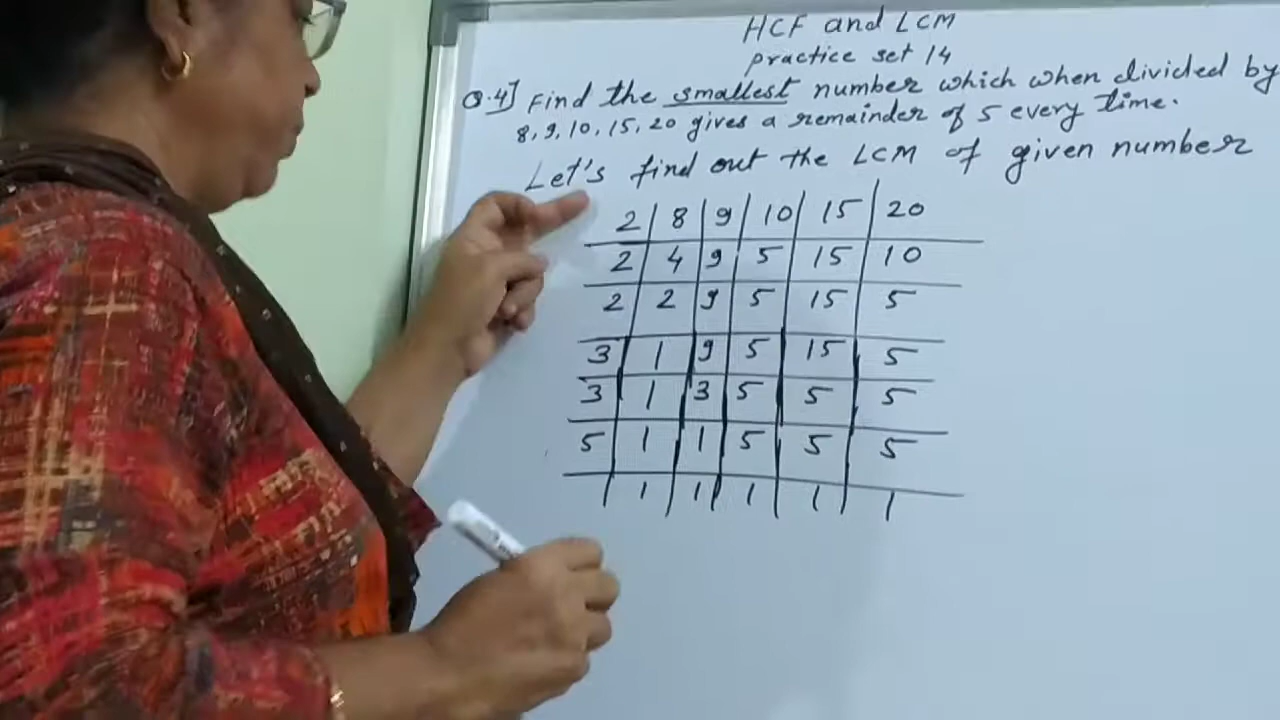 HCF and LCM
practice set 14
Q.4] Find the smallest number which when divided by
8, 9, 10, 15, 20 gives a remainder of 5 every time.
Let's find out the LCM of given number
2 | 8 | 9 | 10 | 15 | 20
2 4 9 5 15 10
2 2 9 5 15 5
3 1 9 5 15 5
3 1 3 5 5 5
5 1 1 5 5 5
1 1 1 1 1